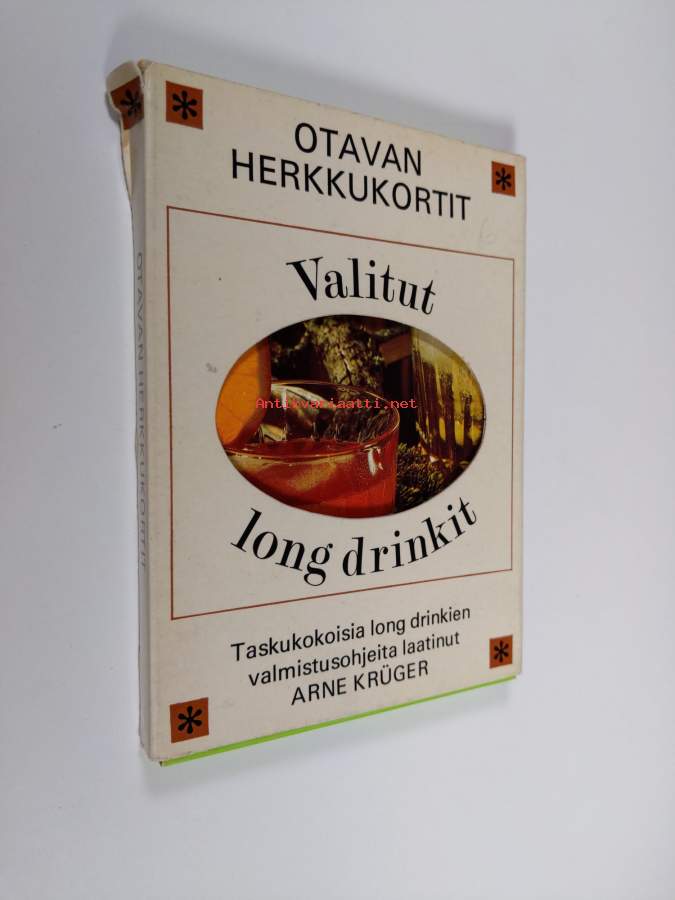 OTAVAN
HERKKUKORTIT
Valitut
Antikvariaatti.net
long drinkit
Taskukokoisia long drinkien
valmistusohjeita laatinut
ARNE KRÜGER
OTAVAN HERKKUKORTIT